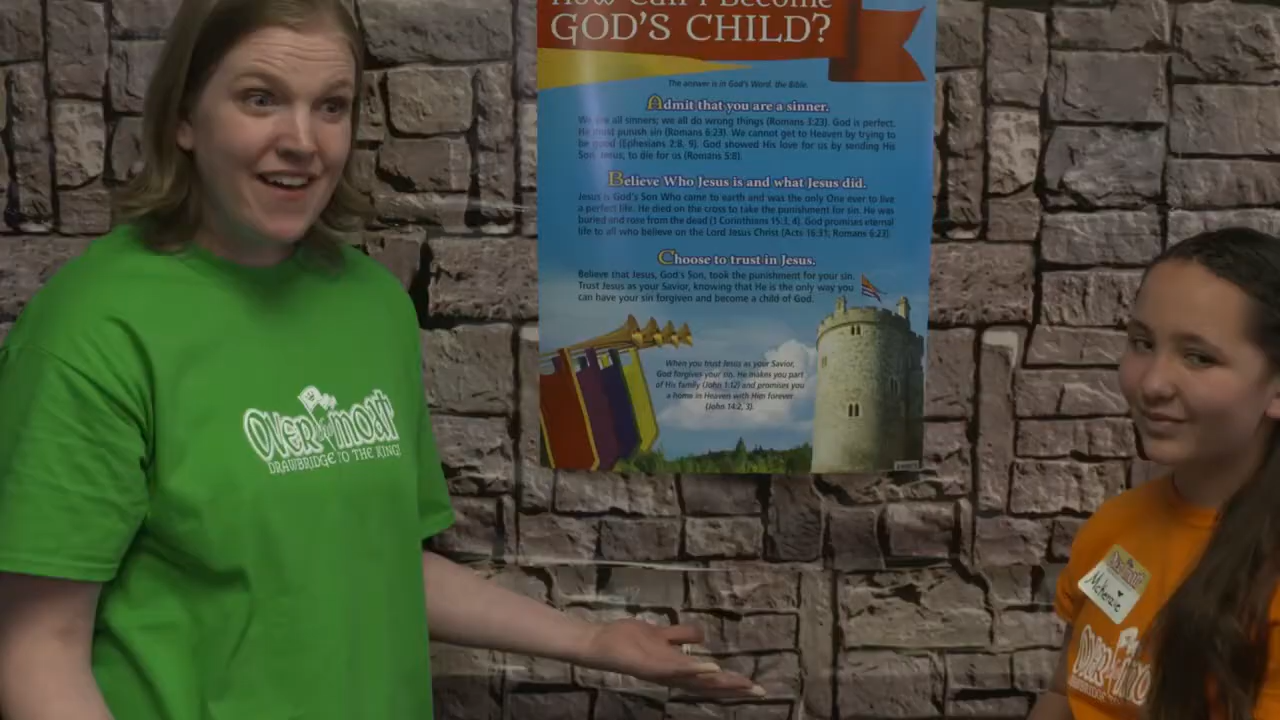 How Can I Become
GOD'S CHILD?
The answer is in God's Word, the Bible.
Admit that you are a sinner.
We are all sinners; we all do wrong things (Romans 3:23). God is perfect.
He must punish sin (Romans 6:23). We cannot get to Heaven by trying to
be good (Ephesians 2:8, 9). God showed His love for us by sending His
Son, Jesus, to die for us (Romans 5:8).
Believe Who Jesus is and what Jesus did.
Jesus is God's Son Who came to earth and was the only One ever to live
a perfect life. He died on the cross to take the punishment for sin. He was
buried and rose from the dead (1 Corinthians 15:3, 4). God promises eternal
life to all who believe on the Lord Jesus Christ (Acts 16:31; Romans 6:23).
Choose to trust in Jesus.
Believe that Jesus, God's Son, took the punishment for your sin.
Trust Jesus as your Savior, knowing that He is the only way you
can have your sin forgiven and become a child of God.
When you trust Jesus as your Savior,
God forgives your sin. He makes you part
of His family (John 1:12) and promises you
a home in Heaven with Him forever
(John 14:2, 3).
OVER the MOAT
DRAWBRIDGE TO THE KING!
Mckenzie
OVER the MO
DRAWBRIDGE TO